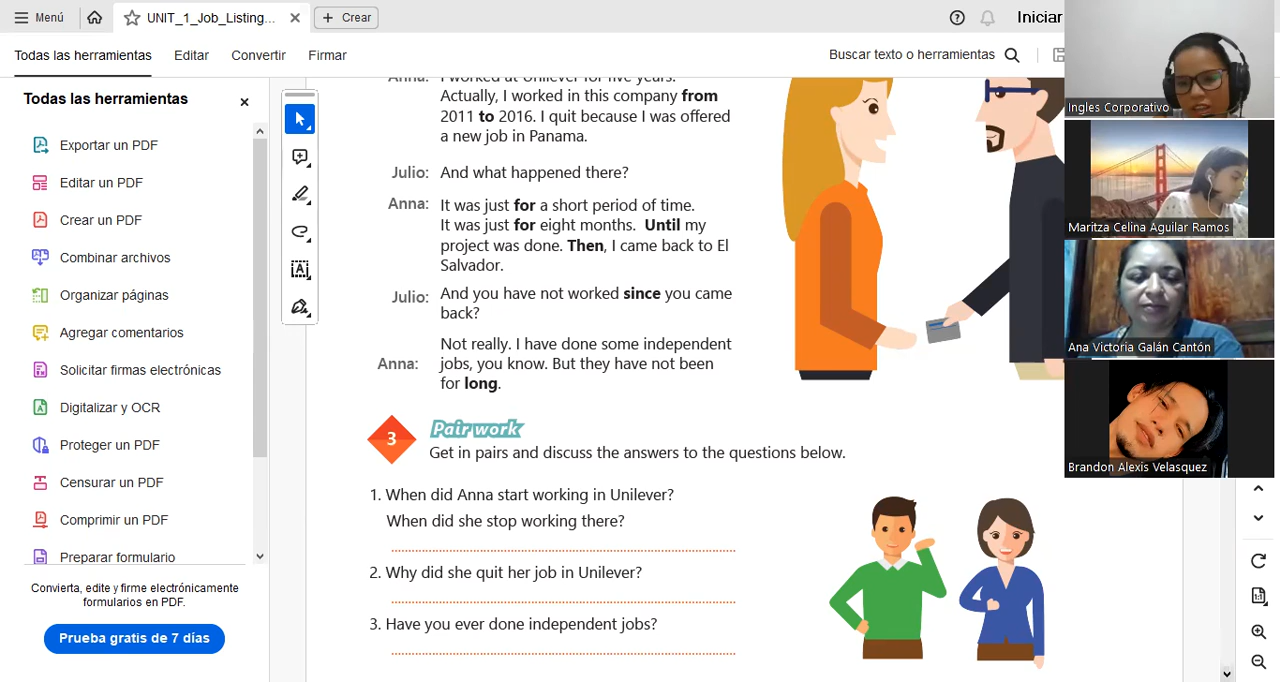 Menú
UNIT_1_Job_Listing...
Crear
Iniciar
Todas las herramientas
Editar
Convertir
Firmar
Buscar texto o herramientas
Todas las herramientas
Exportar un PDF
Editar un PDF
Crear un PDF
Combinar archivos
Organizar páginas
Agregar comentarios
Solicitar firmas electrónicas
Digitalizar y OCR
Proteger un PDF
Censurar un PDF
Comprimir un PDF
Preparar formulario
Convierta, edite y firme electrónicamente
formularios en PDF.
Prueba gratis de 7 días
Anna: I worked at Unilever for five years.
Actually, I worked in this company from
2011 to 2016. I quit because I was offered
a new job in Panama.
Julio: And what happened there?
Anna: It was just for a short period of time.
It was just for eight months. Until my
project was done. Then, I came back to El
Salvador.
Julio: And you have not worked since you came
back?
Not really. I have done some independent
Anna: jobs, you know. But they have not been
for long.
3
Pair work
Get in pairs and discuss the answers to the questions below.
1. When did Anna start working in Unilever?
When did she stop working there?
2. Why did she quit her job in Unilever?
3. Have you ever done independent jobs?
Ingles Corporativo
Maritza Celina Aguilar Ramos
Ana Victoria Galán Cantón
Brandon Alexis Velasquez